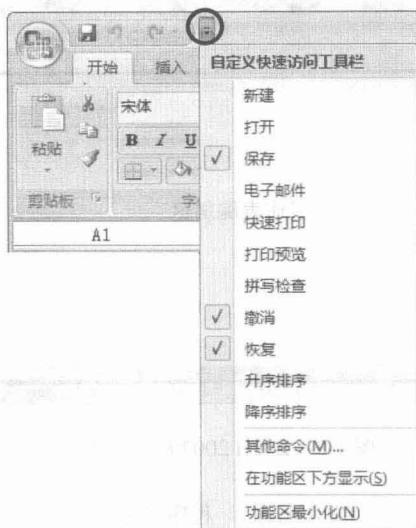 开始 插入
自定义快速访问工具栏
新建
打开
保存
电子邮件
快速打印
打印预览
拼写检查
撤消
恢复
升序排序
降序排序
其他命令(M)...
在功能区下方显示(S)
功能区最小化(N)
宋体
B I U
粘贴
剪贴板
字
A1